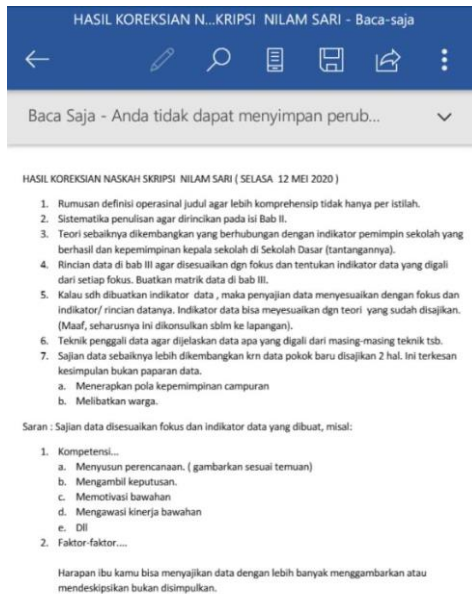 HASIL KOREKSIAN N...KRIPSI NILAM SARI - Baca-saja
Baca Saja - Anda tidak dapat menyimpan perub...
HASIL KOREKSIAN NASKAH SKRIPSI NILAM SARI ( SELASA 12 MEI 2020 )
1. Rumusan definisi operasinal judul agar lebih komprehensip tidak hanya per istilah.
2. Sistematika penulisan agar dirincikan pada isi Bab II.
3. Teori sebaiknya dikembangkan yang berhubungan dengan indikator pemimpin sekolah yang
berhasil dan kepemimpinan kepala sekolah di Sekolah Dasar (tantangannya).
4. Rincian data di bab III agar disesuaikan dgn fokus dan tentukan indikator data yang digali
dari setiap fokus. Buatkan matrik data di bab III.
5. Kalau sdh dibuatkan indikator data , maka penyajian data menyesuaikan dengan fokus dan
indikator/ rincian datanya. Indikator data bisa meyesuaikan dgn teori yang sudah disajikan.
(Maaf, seharusnya ini dikonsulkan sblm ke lapangan).
6. Teknik penggali data agar dijelaskan data apa yang digali dari masing-masing teknik tsb.
7. Sajian data sebaiknya lebih dikembangkan krn data pokok baru disajikan 2 hal. Ini terkesan
kesimpulan bukan paparan data.
a. Menerapkan pola kepemimpinan campuran
b. Melibatkan warga.
Saran : Sajian data disesuaikan fokus dan indikator data yang dibuat, misal:
1. Kompetensi...
a. Menyusun perencanaan. ( gambarkan sesuai temuan)
b. Mengambil keputusan.
c. Memotivasi bawahan
d. Mengawasi kinerja bawahan
e. Dll
2. Faktor-faktor....
Harapan ibu kamu bisa menyajikan data dengan lebih banyak menggambarkan atau
mendeskipsikan bukan disimpulkan.